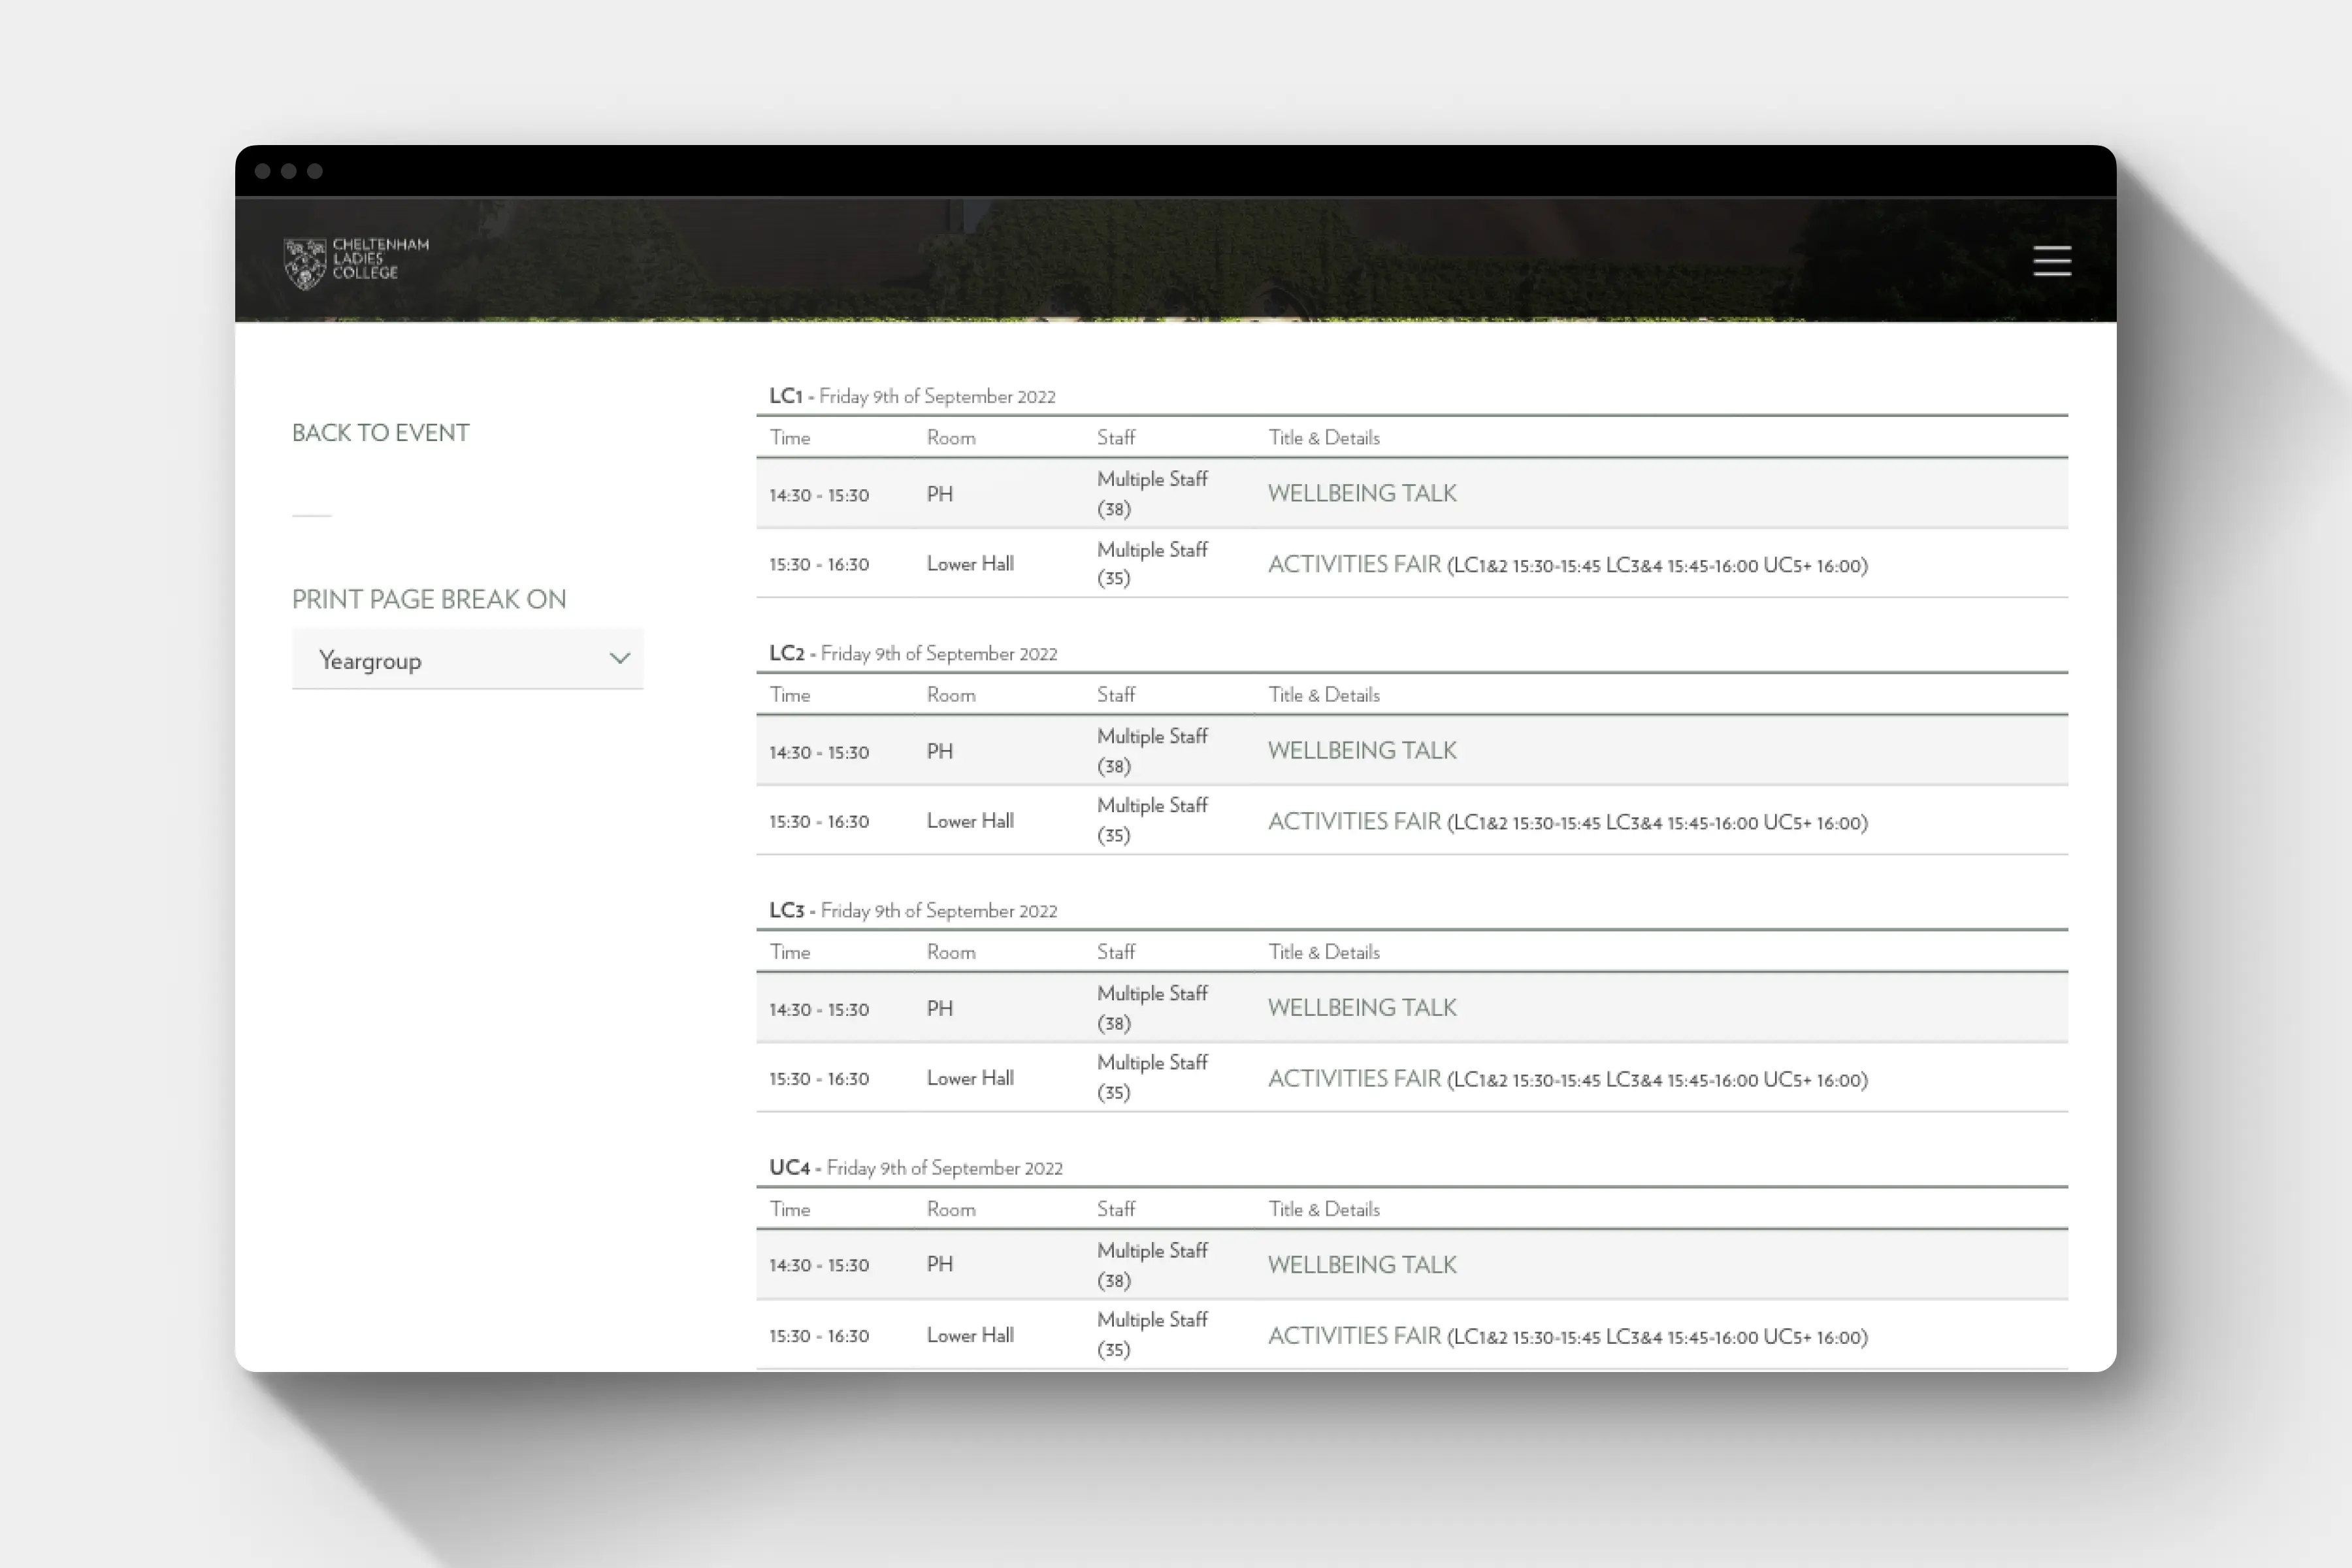 CHELTENHAM
LADIES'
COLLEGE
BACK TO EVENT
PRINT PAGE BREAK ON
Yeargroup
LC1 - Friday 9th of September 2022
Time Room Staff Title & Details
14:30 - 15:30 PH Multiple Staff (38) WELLBEING TALK
15:30 - 16:30 Lower Hall Multiple Staff (35) ACTIVITIES FAIR (LC1&2 15:30-15:45 LC3&4 15:45-16:00 UC5+ 16:00)
LC2 - Friday 9th of September 2022
Time Room Staff Title & Details
14:30 - 15:30 PH Multiple Staff (38) WELLBEING TALK
15:30 - 16:30 Lower Hall Multiple Staff (35) ACTIVITIES FAIR (LC1&2 15:30-15:45 LC3&4 15:45-16:00 UC5+ 16:00)
LC3 - Friday 9th of September 2022
Time Room Staff Title & Details
14:30 - 15:30 PH Multiple Staff (38) WELLBEING TALK
15:30 - 16:30 Lower Hall Multiple Staff (35) ACTIVITIES FAIR (LC1&2 15:30-15:45 LC3&4 15:45-16:00 UC5+ 16:00)
UC4 - Friday 9th of September 2022
Time Room Staff Title & Details
14:30 - 15:30 PH Multiple Staff (38) WELLBEING TALK
15:30 - 16:30 Lower Hall Multiple Staff (35) ACTIVITIES FAIR (LC1&2 15:30-15:45 LC3&4 15:45-16:00 UC5+ 16:00)